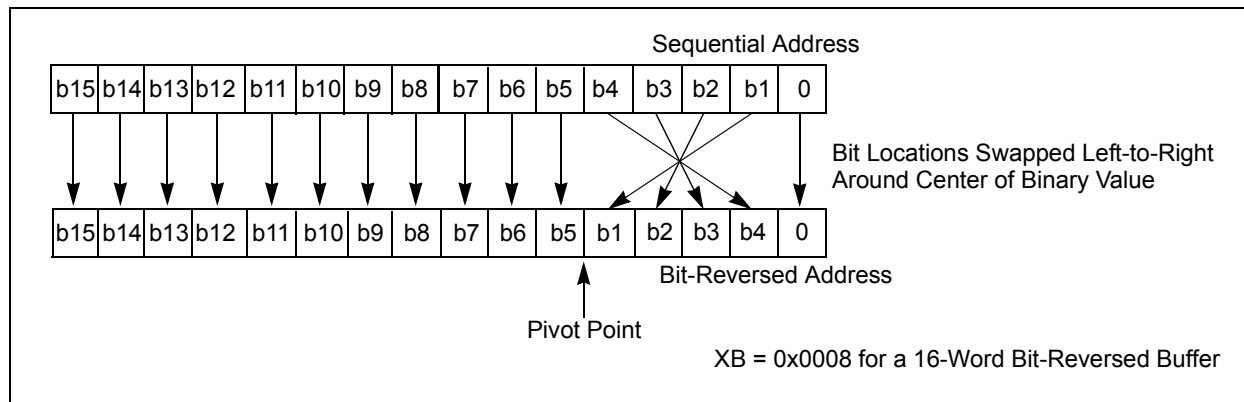 Sequential Address
b15 b14 b13 b12 b11 b10 b9 b8 b7 b6 b5 b4 b3 b2 b1 0
Bit Locations Swapped Left-to-Right
Around Center of Binary Value
b15 b14 b13 b12 b11 b10 b9 b8 b7 b6 b5 b1 b2 b3 b4 0
Bit-Reversed Address
Pivot Point
XB = 0x0008 for a 16-Word Bit-Reversed Buffer